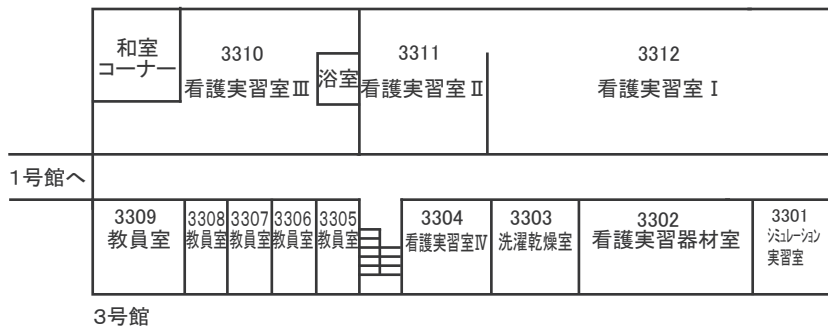 和室
コーナー
3310
看護実習室Ⅲ
浴室
3311
看護実習室Ⅱ
3312
看護実習室Ⅰ
1号館へ
3309
教員室
3308
教員室
3307
教員室
3306
教員室
3305
教員室
3304
看護実習室Ⅳ
3303
洗濯乾燥室
3302
看護実習器材室
3301
シミュレーション
実習室
3号館